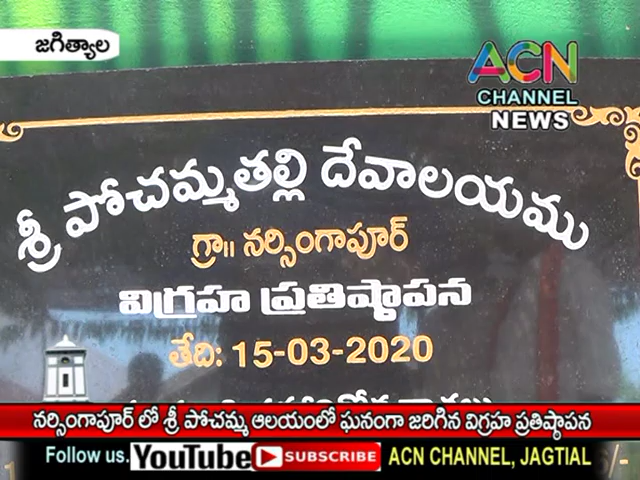 జగిత్యాల
ACN
CHANNEL
NEWS
శ్రీ పోచమ్మతల్లి దేవాలయము
గ్రా॥ నర్సింగాపూర్
విగ్రహ ప్రతిష్ఠాపన
తేది: 15-03-2020
నర్సింగాపూర్ లో శ్రీ పోచమ్మ ఆలయంలో ఘనంగా జరిగిన విగ్రహ ప్రతిష్ఠాపన
Follow us. YouTube SUBSCRIBE ACN CHANNEL, JAGTIAL